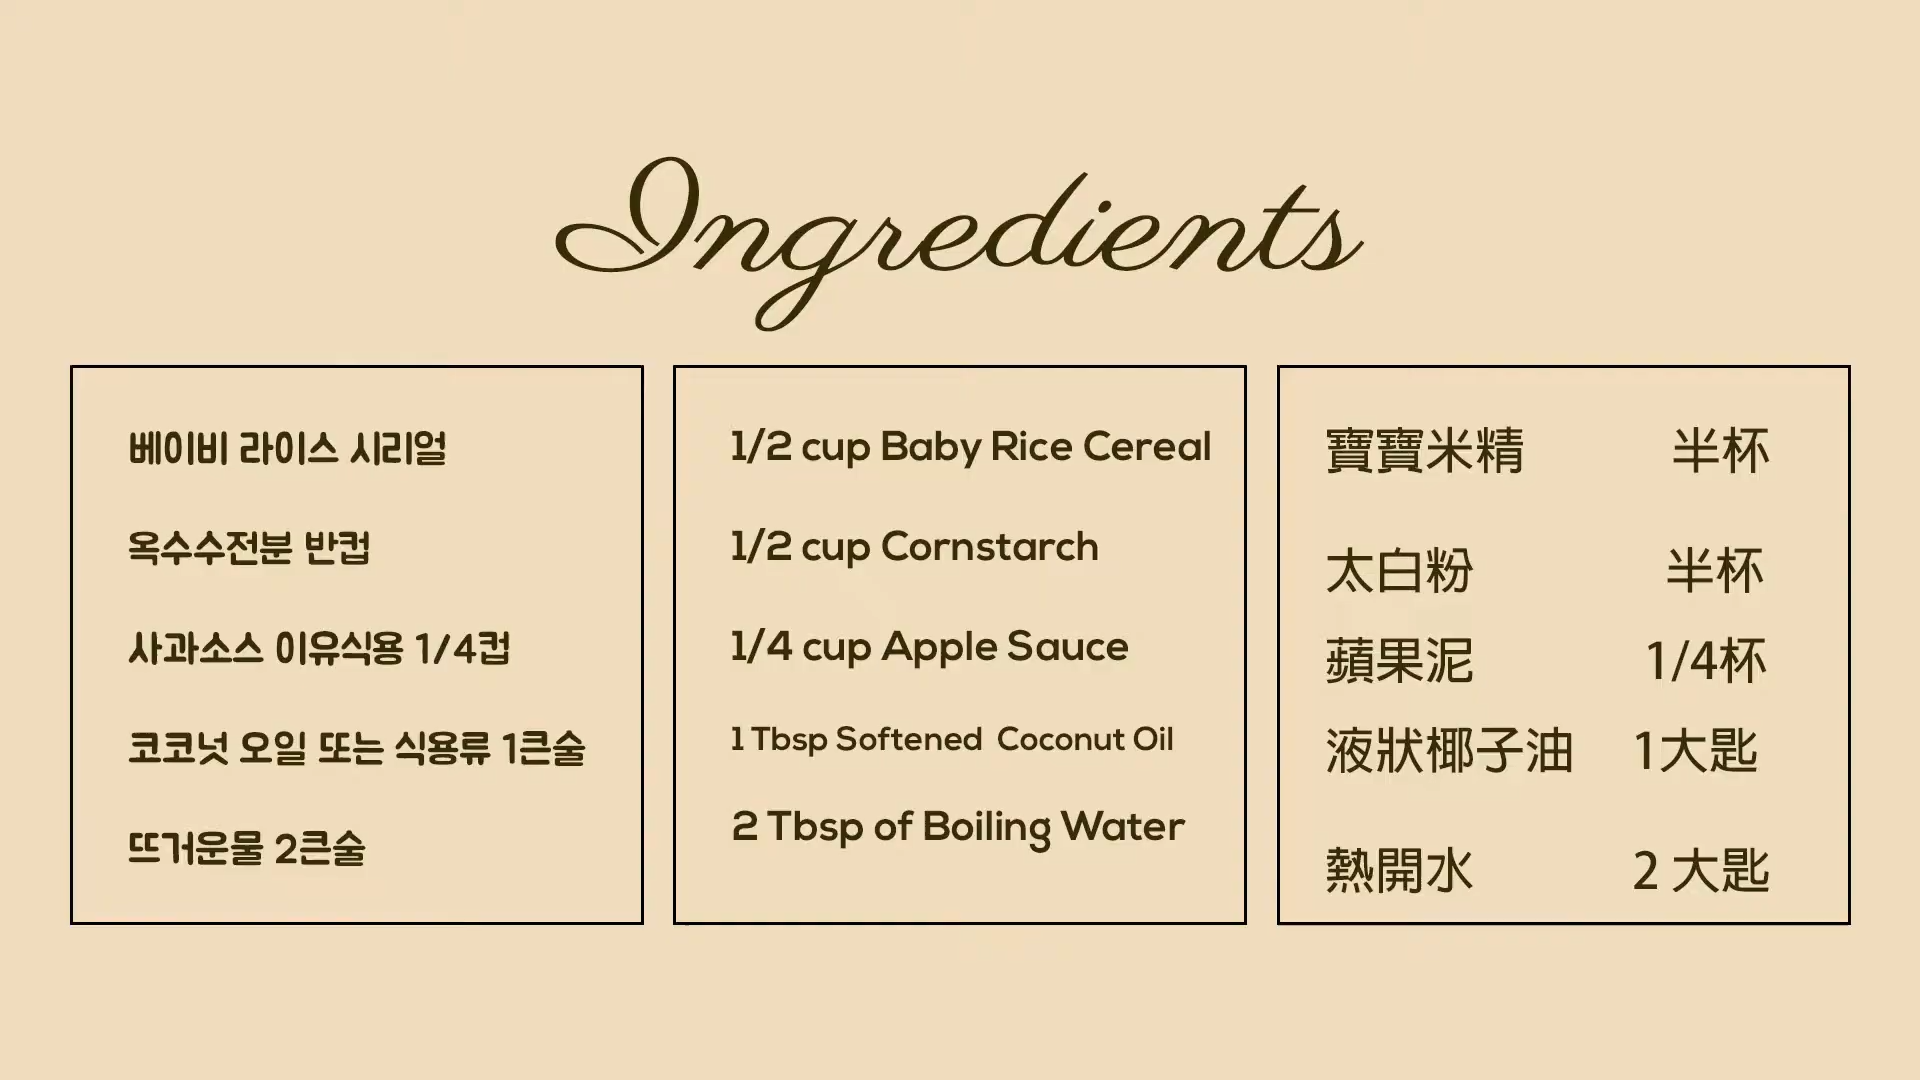 Ingredients
베이비 라이스 시리얼
옥수수전분 반컵
사과소스 이유식용 1/4컵
코코넛 오일 또는 식용류 1큰술
뜨거운물 2큰술
1/2 cup Baby Rice Cereal
1/2 cup Cornstarch
1/4 cup Apple Sauce
1 Tbsp Softened Coconut Oil
2 Tbsp of Boiling Water
寶寶米精 半杯
太白粉 半杯
蘋果泥 1/4杯
液狀椰子油 1大匙
熱開水 2 大匙